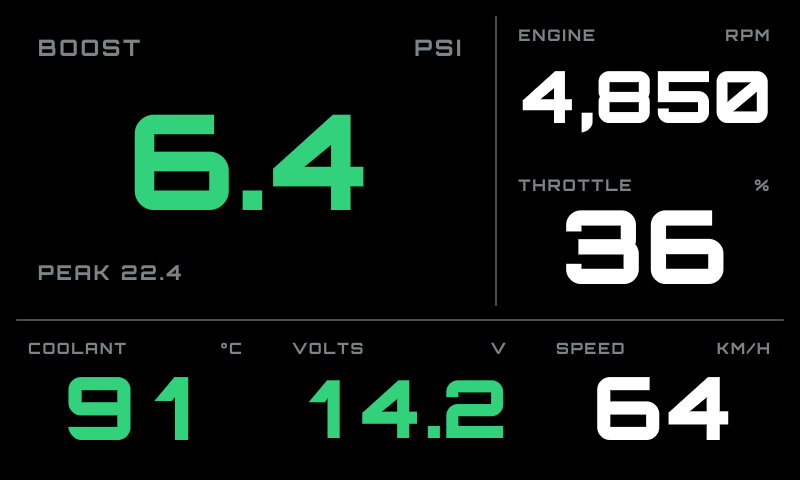 BOOST PSI
6.4
PEAK 22.4
ENGINE RPM
4,850
THROTTLE %
36
COOLANT °C
91
VOLTS V
14.2
SPEED KM/H
64